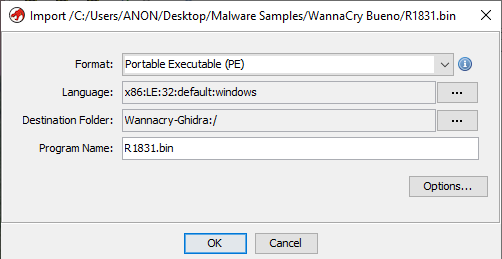 Import /C:/Users/ANON/Desktop/Malware Samples/WannaCry Bueno/R1831.bin
Format: Portable Executable (PE)
Language: x86:LE:32:default:windows ...
Destination Folder: Wannacry-Ghidra:/ ...
Program Name: R1831.bin
Options...
OK Cancel